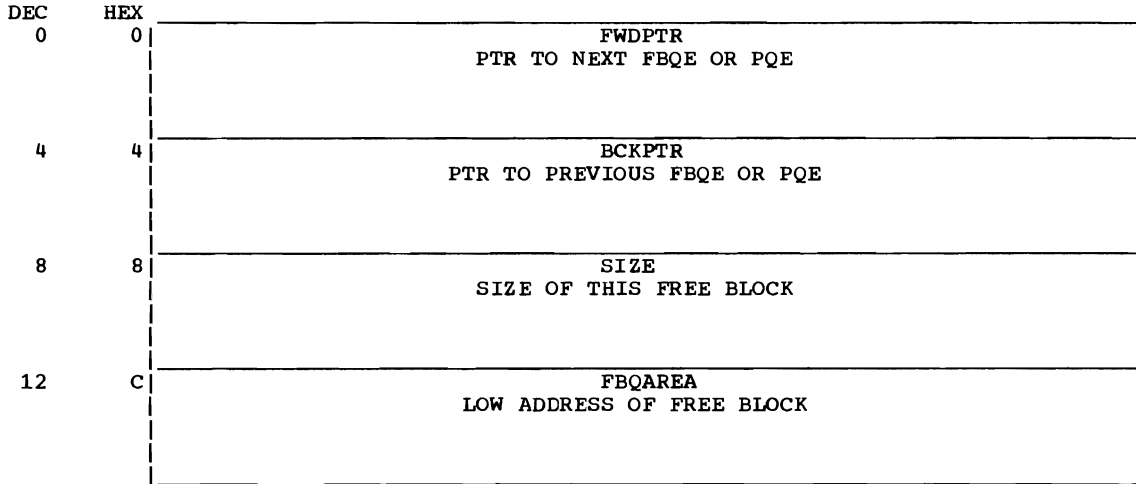 DEC HEX
0 0 FWDPTR
PTR TO NEXT FBQE OR PQE
4 4 BCKPTR
PTR TO PREVIOUS FBQE OR PQE
8 8 SIZE
SIZE OF THIS FREE BLOCK
12 C FBQAREA
LOW ADDRESS OF FREE BLOCK